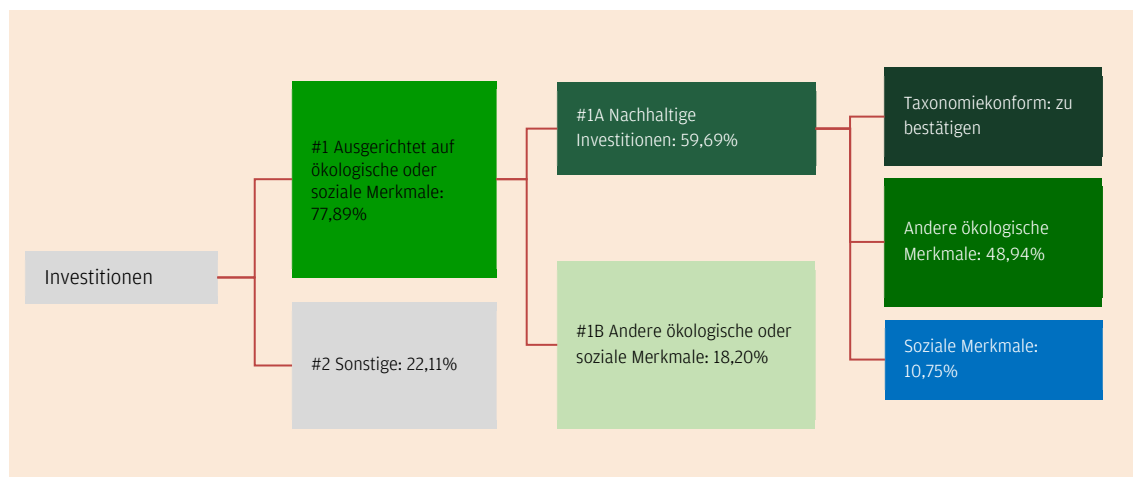 Investitionen
#1 Ausgerichtet auf
ökologische oder
soziale Merkmale:
77,89%
#2 Sonstige: 22,11%
#1A Nachhaltige
Investitionen: 59,69%
#1B Andere ökologische oder
soziale Merkmale: 18,20%
Taxonomiekonform: zu
bestätigen
Andere ökologische
Merkmale: 48,94%
Soziale Merkmale:
10,75%